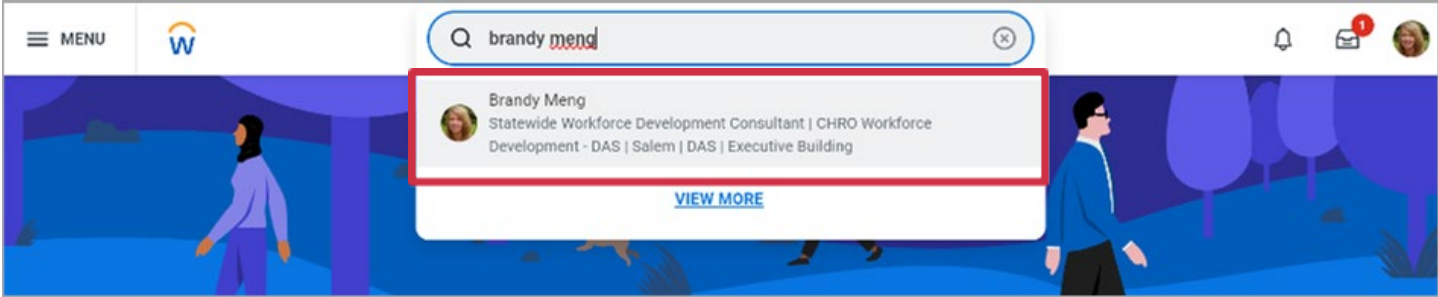 MENU
brandy meng
1
Brandy Meng
Statewide Workforce Development Consultant | CHRO Workforce
Development - DAS | Salem | DAS | Executive Building
VIEW MORE